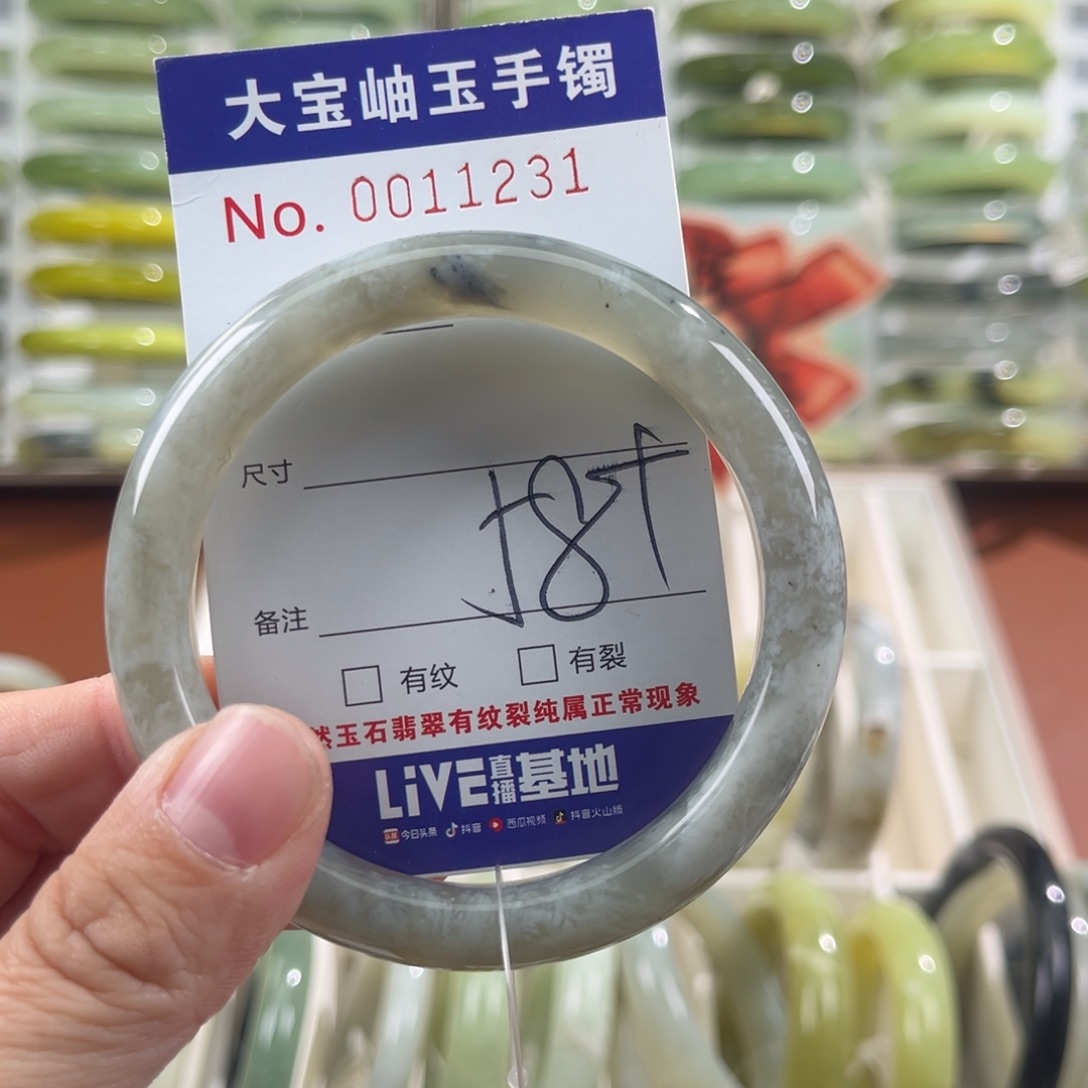 大宝岫玉手镯
No. 0011231
尺寸
备注
有纹 有裂
然玉石翡翠有纹裂纯属正常现象
LiVE直播基地
今日头条 抖音 西瓜视频 抖音火山版